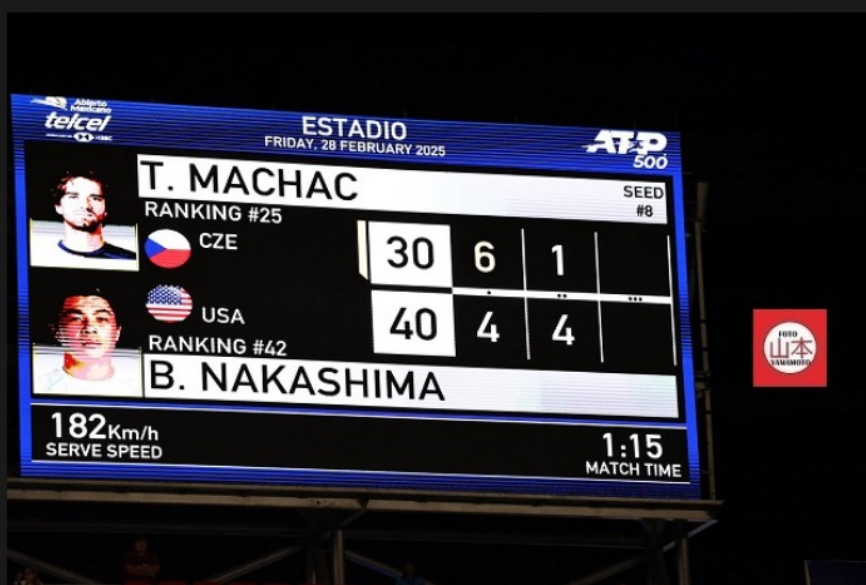 Abierto
Mexicano
telcel
HSBC
ESTADIO
FRIDAY, 28 FEBRUARY 2025
ATP
500
T. MACHAC
SEED
#8
RANKING #25
CZE
30 6 1
USA
40 4 4
RANKING #42
B. NAKASHIMA
182Km/h
SERVE SPEED
1:15
MATCH TIME
FOTO
山本
YAMAMOTO